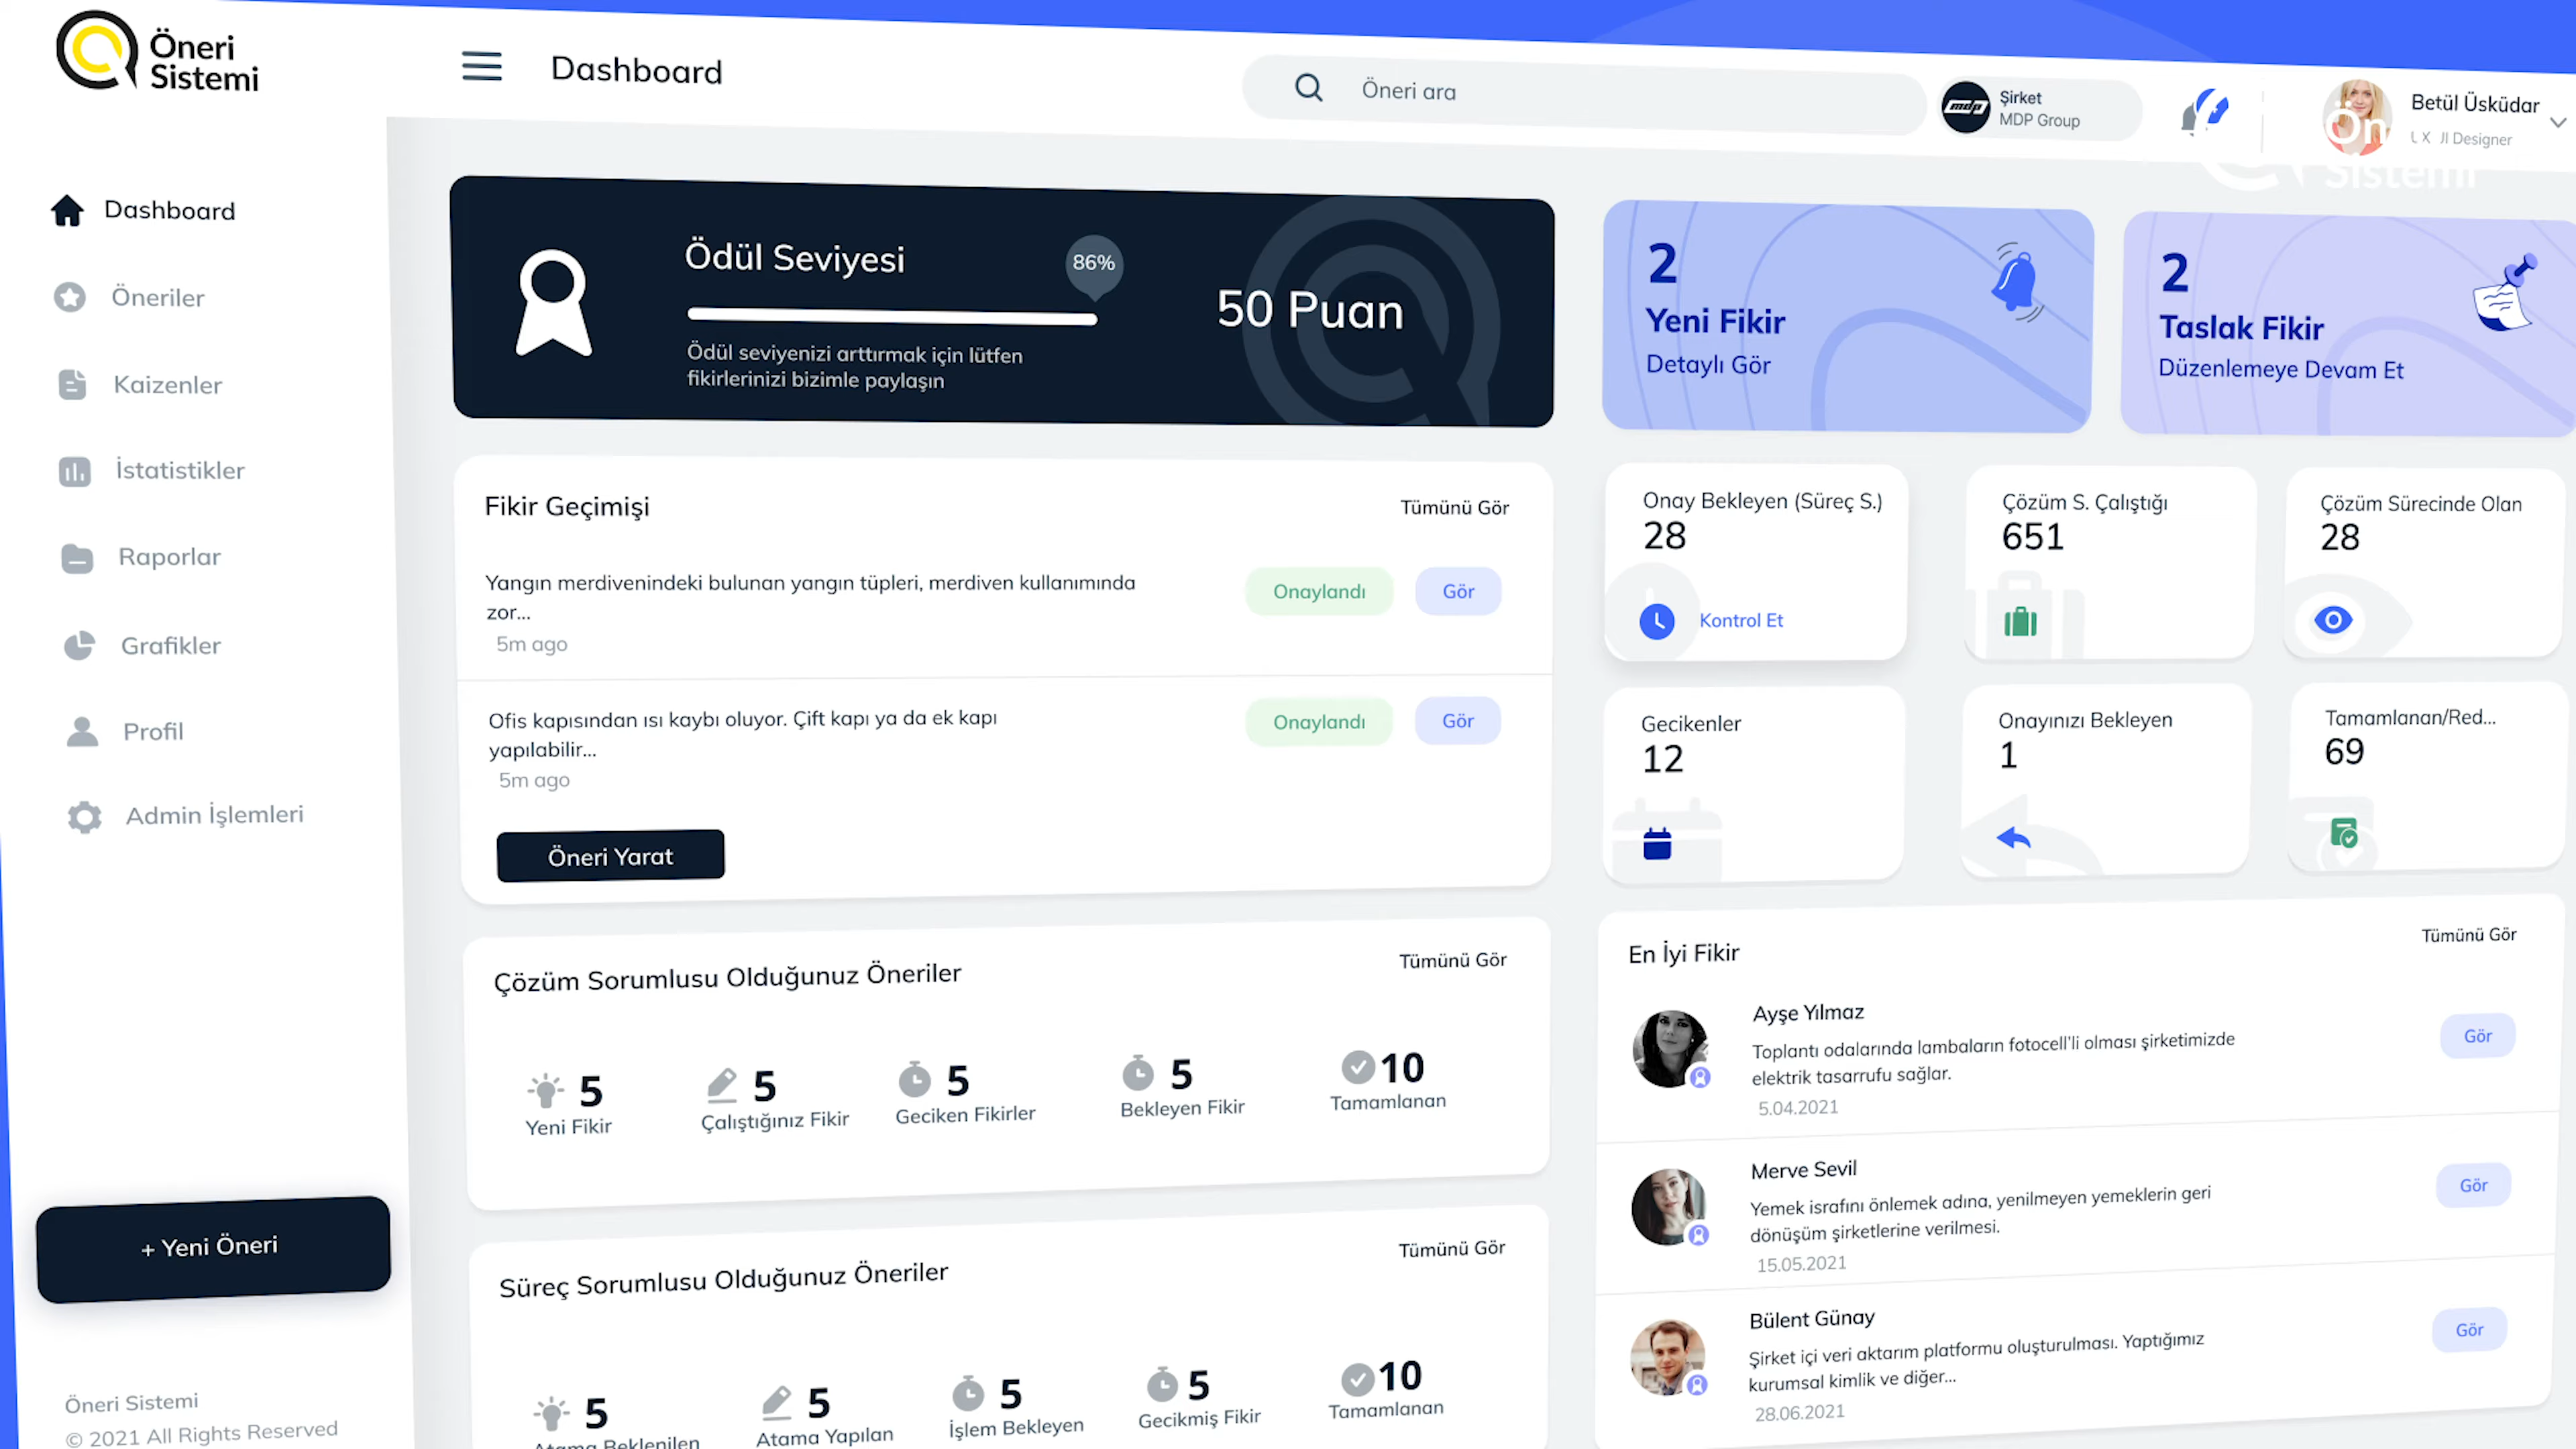 Öneri
Sistemi
Dashboard
Öneri ara
mdp
Şirket
MDP Group
Betül Üsküdar
Designer
Ön
Sistemi
Dashboard
Öneriler
Kaizenler
İstatistikler
Raporlar
Grafikler
Profil
Admin İşlemleri
+ Yeni Öneri
Öneri Sistemi
© 2021 All Rights Reserved
Ödül Seviyesi
86%
50 Puan
Ödül seviyenizi arttırmak için lütfen
fikirlerinizi bizimle paylaşın
2
Yeni Fikir
Detaylı Gör
2
Taslak Fikir
Düzenlemeye Devam Et
Fikir Geçimişi
Tümünü Gör
Yangın merdivenindeki bulunan yangın tüpleri, merdiven kullanımında
zor...
5m ago
Onaylandı
Gör
Ofis kapısından ısı kaybı oluyor. Çift kapı ya da ek kapı
yapılabilir...
5m ago
Onaylandı
Gör
Öneri Yarat
Onay Bekleyen (Süreç S.)
28
Kontrol Et
Çözüm S. Çalıştığı
651
Çözüm Sürecinde Olan
28
Gecikenler
12
Onayınızı Bekleyen
1
Tamamlanan/Red...
69
Çözüm Sorumlusu Olduğunuz Öneriler
Tümünü Gör
5
Yeni Fikir
5
Çalıştığınız Fikir
5
Geciken Fikirler
5
Bekleyen Fikir
10
Tamamlanan
Süreç Sorumlusu Olduğunuz Öneriler
Tümünü Gör
5
Atama Beklenilen
5
Atama Yapılan
5
İşlem Bekleyen
5
Gecikmiş Fikir
10
Tamamlanan
En İyi Fikir
Tümünü Gör
Ayşe Yılmaz
Toplantı odalarında lambaların fotocell'li olması şirketimizde
elektrik tasarrufu sağlar.
5.04.2021
Gör
Merve Sevil
Yemek israfını önlemek adına, yenilmeyen yemeklerin geri
dönüşüm şirketlerine verilmesi.
15.05.2021
Gör
Bülent Günay
Şirket içi veri aktarım platformu oluşturulması. Yaptığımız
kurumsal kimlik ve diğer...
28.06.2021
Gör